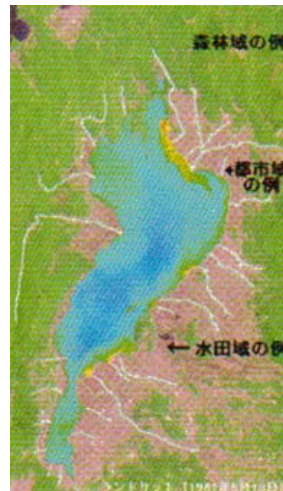 森林域の例
←都市域
の例
← 水田域の例
ランドサット